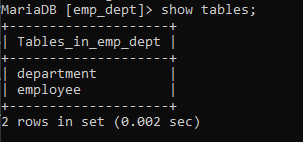 MariaDB [emp_dept]> show tables;
+--------------------+
| Tables_in_emp_dept |
+--------------------+
| department         |
| employee           |
+--------------------+
2 rows in set (0.002 sec)